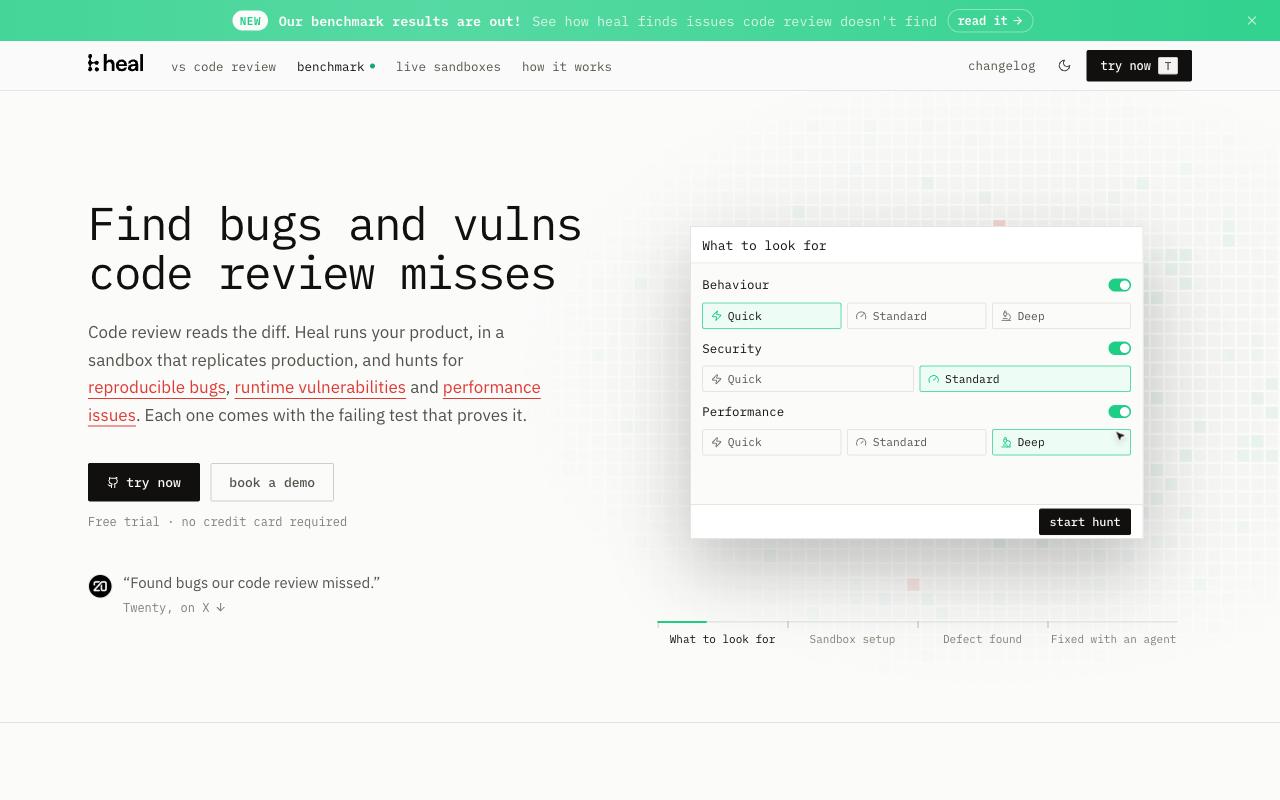 NEW Our benchmark results are out! See how heal finds issues code review doesn't find read it →
heal vs code review benchmark live sandboxes how it works changelog try now T
Find bugs and vulns
code review misses
Code review reads the diff. Heal runs your product, in a
sandbox that replicates production, and hunts for
reproducible bugs, runtime vulnerabilities and performance
issues. Each one comes with the failing test that proves it.
try now book a demo
Free trial · no credit card required
20
“Found bugs our code review missed.”
Twenty, on X ↓
What to look for
Behaviour
Quick Standard Deep
Security
Quick Standard
Performance
Quick Standard Deep
start hunt
What to look for Sandbox setup Defect found Fixed with an agent